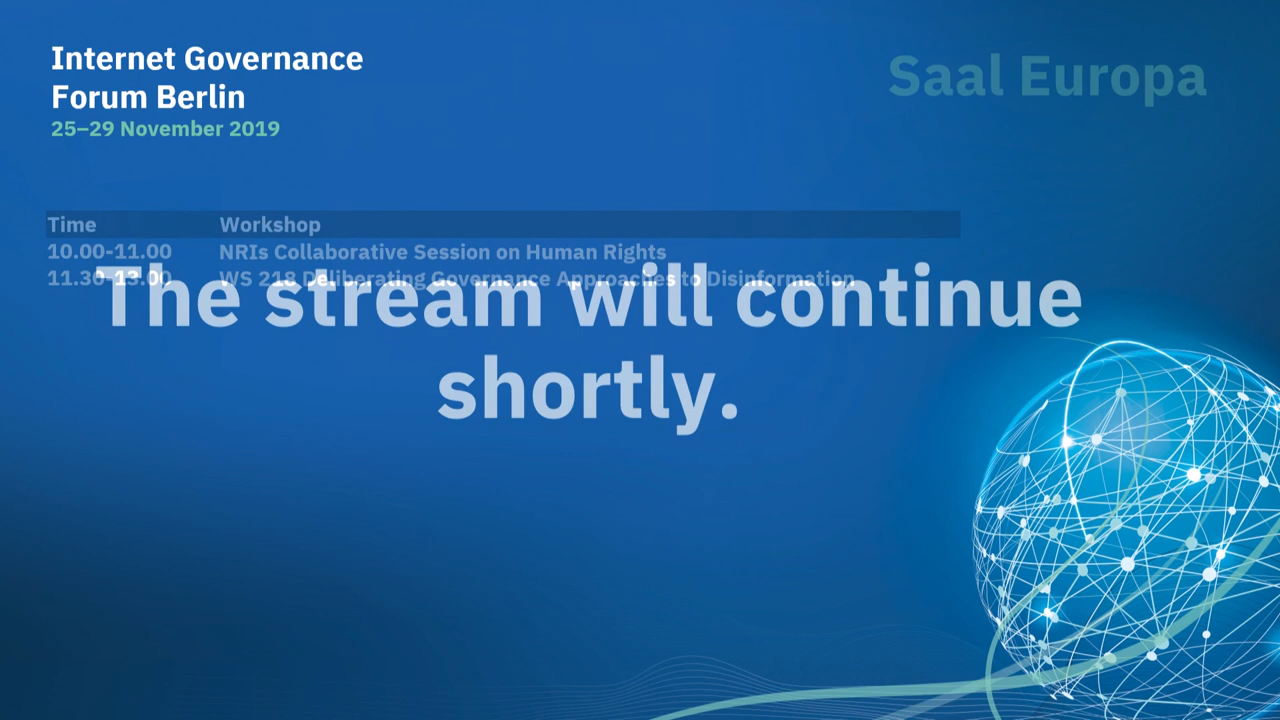 Internet Governance
Forum Berlin
25–29 November 2019
Saal Europa
Time Workshop
10.00-11.00 NRIs Collaborative Session on Human Rights
11.30-13.00 WS 218 Deliberating Governance Approaches to Disinformation
The stream will continue
shortly.